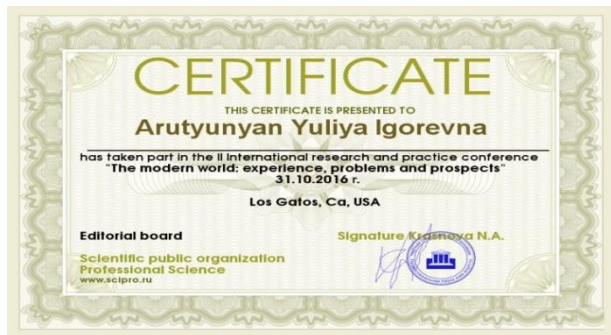 CERTIFICATE
THIS CERTIFICATE IS PRESENTED TO
Arutyunyan Yuliya Igorevna
has taken part in the II International research and practice conference
"The modern world: experience, problems and prospects"
31.10.2016 г.
Los Gatos, Ca, USA
Editorial board
Signature Krasnova N.A.
Scientific public organization
Professional Science
www.scipro.ru